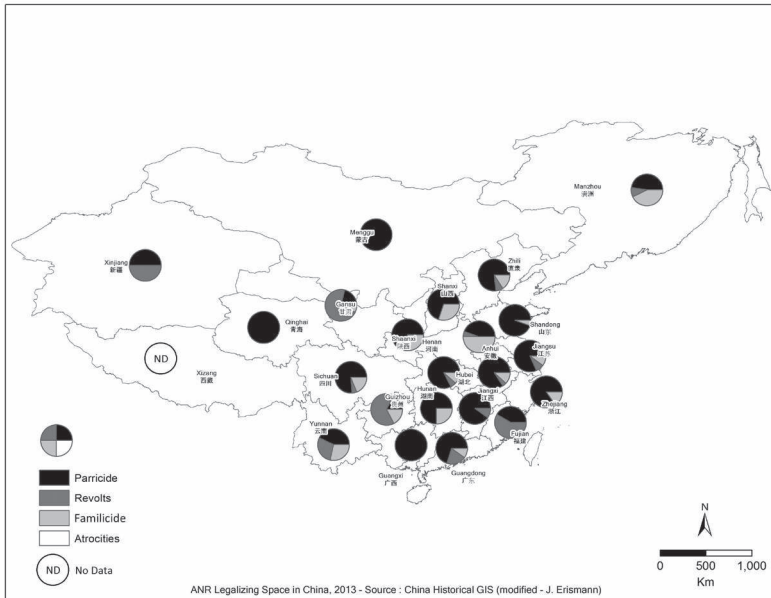 Manzhou
满洲
Menggu
蒙古
Zhili
直隶
Xinjiang
新疆
Shanxi
山西
Gansu
Qinghai
青海
Shandong
山东
Shaanxi
陕西
Henan
河南
Anhui
安徽
Jiangsu
江苏
ND
Xizang
西藏
Sichuan
Hubei
湖北
Jiangxi
江西
Hunan
湖南
Zhejiang
浙江
Guizhou
贵州
Yunnan
云南
Fujian
福建
Guangxi
广西
Guangdong
广东
Parricide
Revolts
Familicide
Atrocities
ND No Data
N
0 500 1,000
Km
ANR Legalizing Space in China, 2013 - Source : China Historical GIS (modified - J. Erismann)